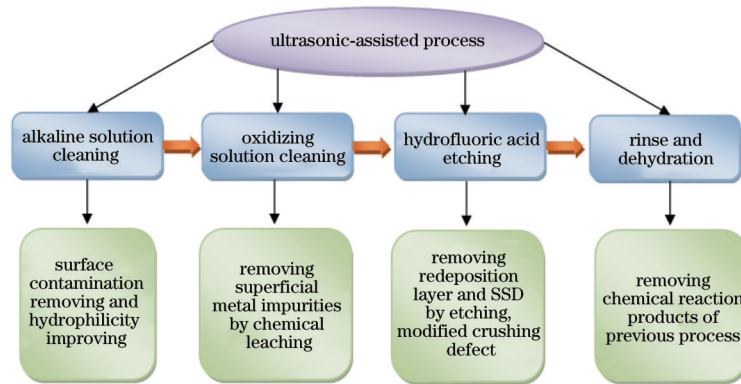 ultrasonic-assisted process
alkaline solution
cleaning
oxidizing
solution cleaning
hydrofluoric acid
etching
rinse and
dehydration
surface
contamination
removing and
hydrophilicity
improving
removing
superficial
metal impurities
by chemical
leaching
removing
redeposition
layer and SSD
by etching,
modified crushing
defect
removing
chemical reaction
products of
previous process